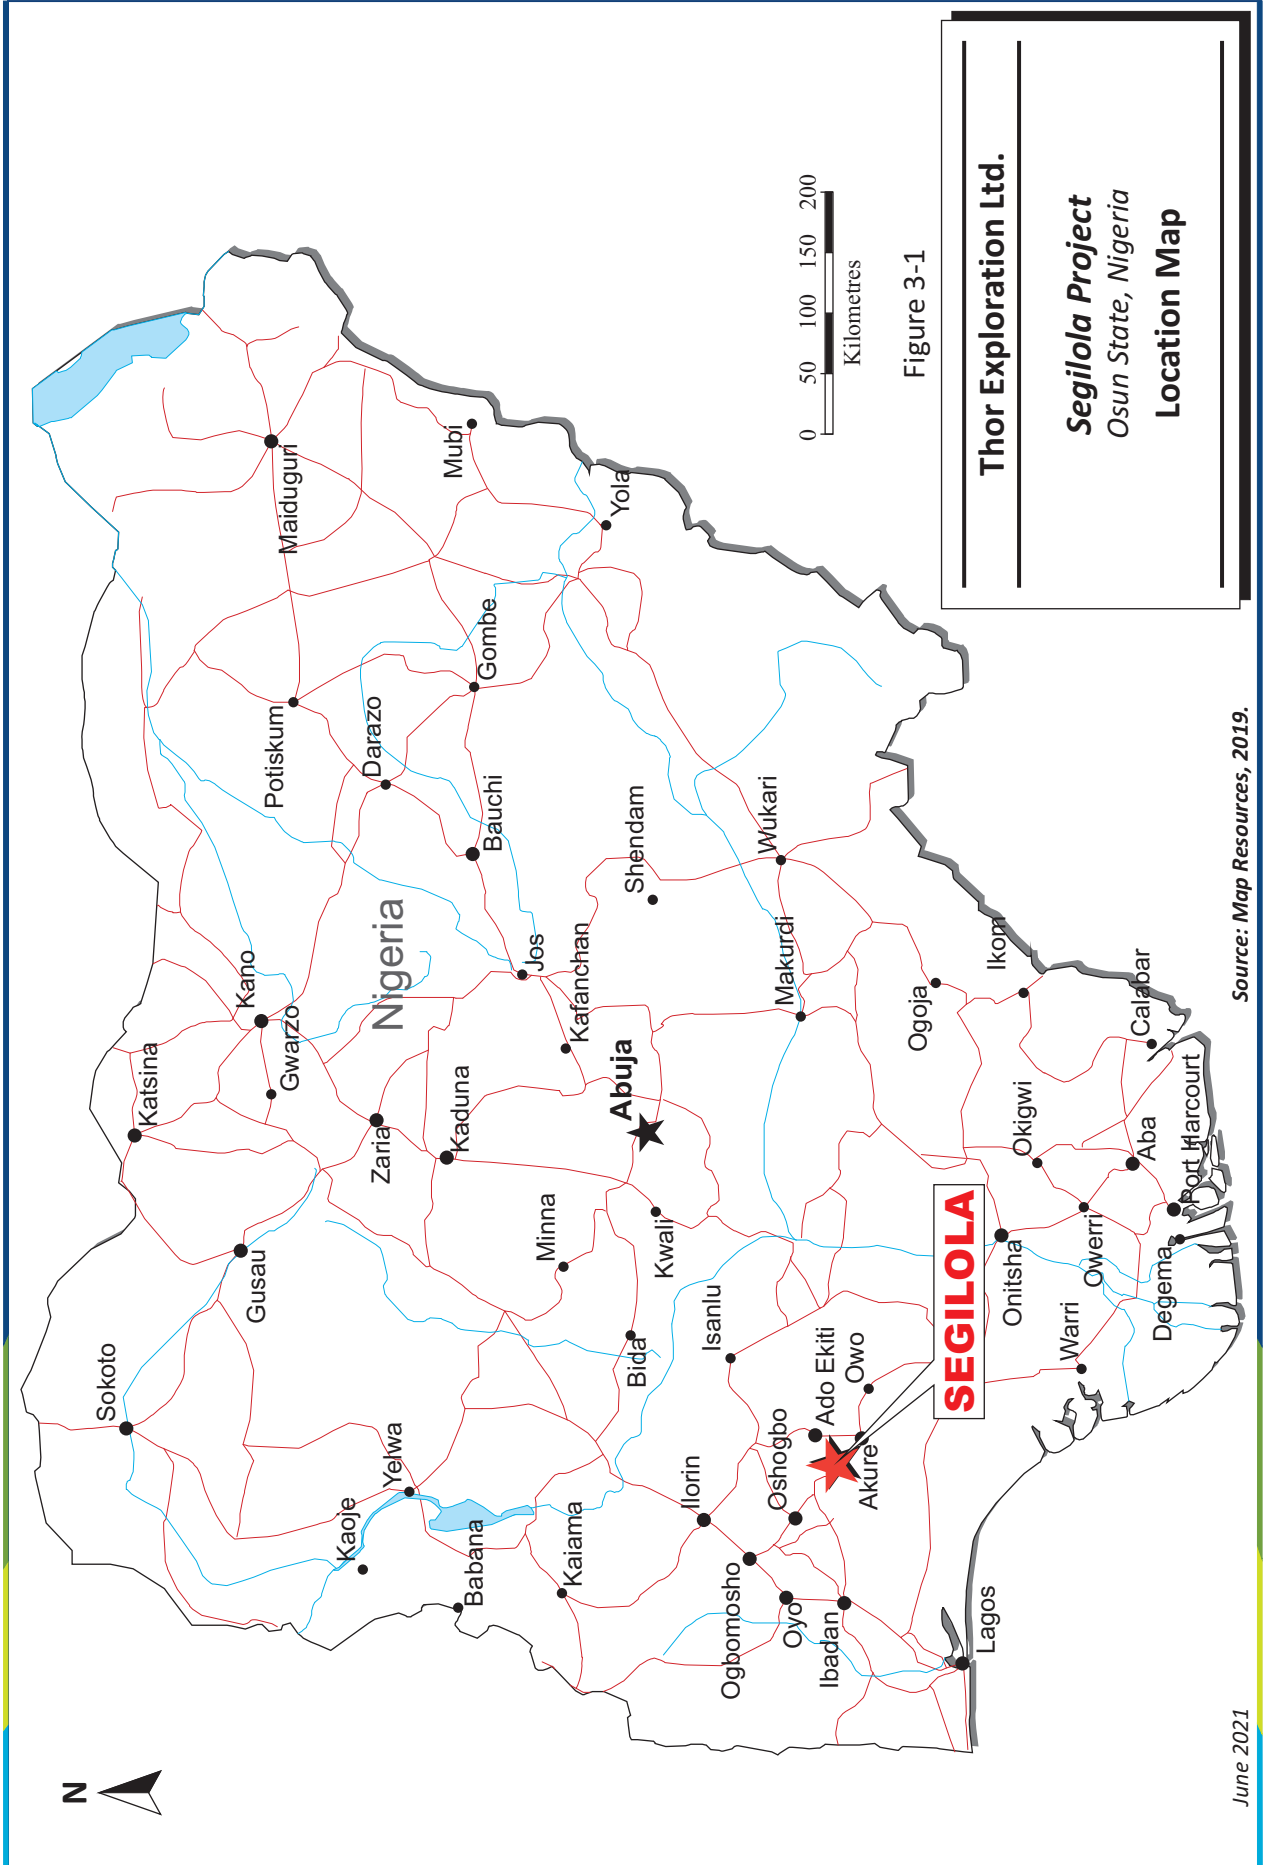 N
Sokoto
Katsina
Gusau
Kano
Gwarzo
Maiduguri
Potiskum
Kaoje
Yelwa
Zaria
Nigeria
Darazo
Babana
Kaduna
Bauchi
Gombe
Mubi
Kaiama
Minna
Jos
Kafanchan
Bida
Kwali
Abuja
Shendam
Yola
Ilorin
Isanlu
Ogbomosho
Oshogbo
Makurdi
Wukari
Oyo
Ado Ekiti
Ibadan
Akure
Owo
Ogoja
SEGILOLA
Lagos
Onitsha
Okigwi
Ikom
Warri
Owerri
Aba
Calabar
Degema
Port Harcourt
0 50 100 150 200
Kilometres
Figure 3-1
Thor Exploration Ltd.
Segilola Project
Osun State, Nigeria
Location Map
June 2021
Source: Map Resources, 2019.